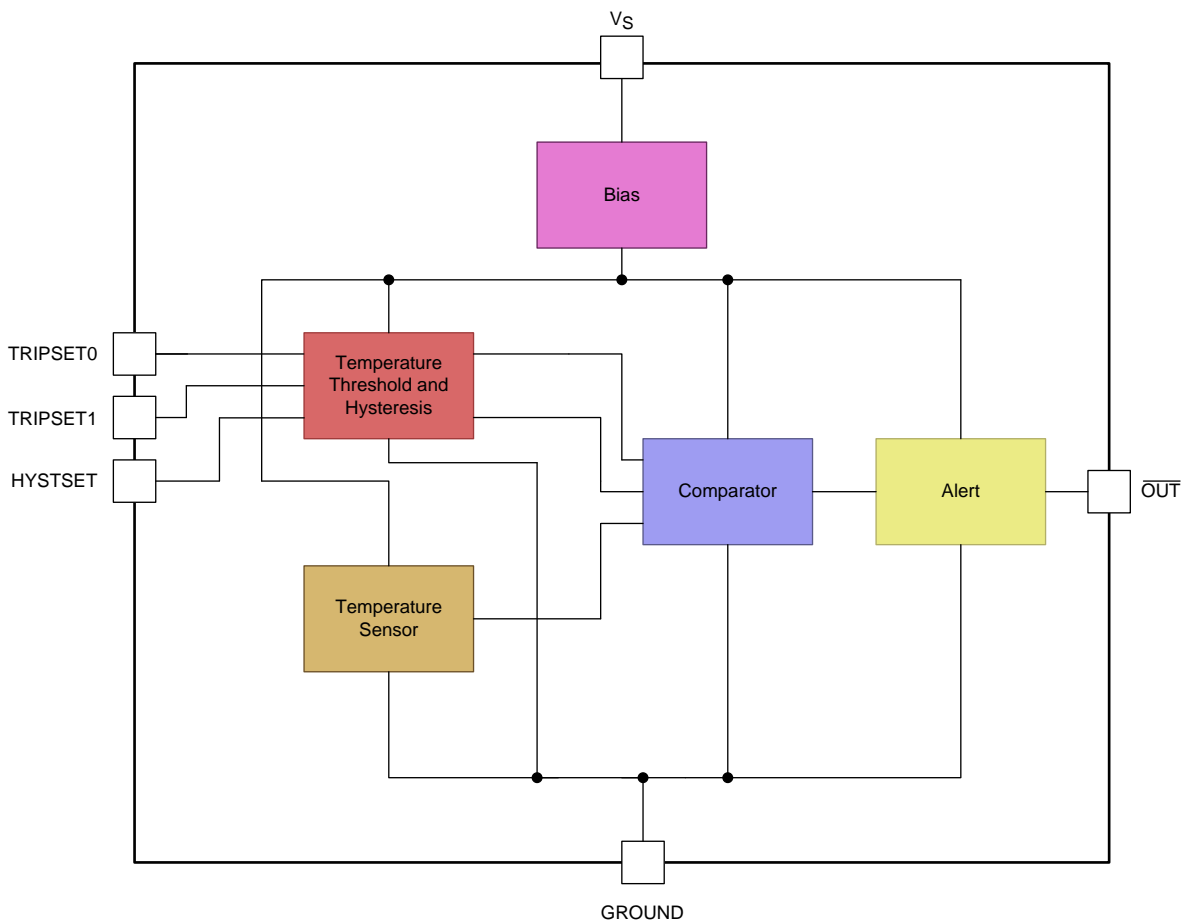 VS
Bias
TRIPSET0
Temperature
Threshold and
Hysteresis
TRIPSET1
HYSTSET
Comparator
Alert
OUT
Temperature
Sensor
GROUND